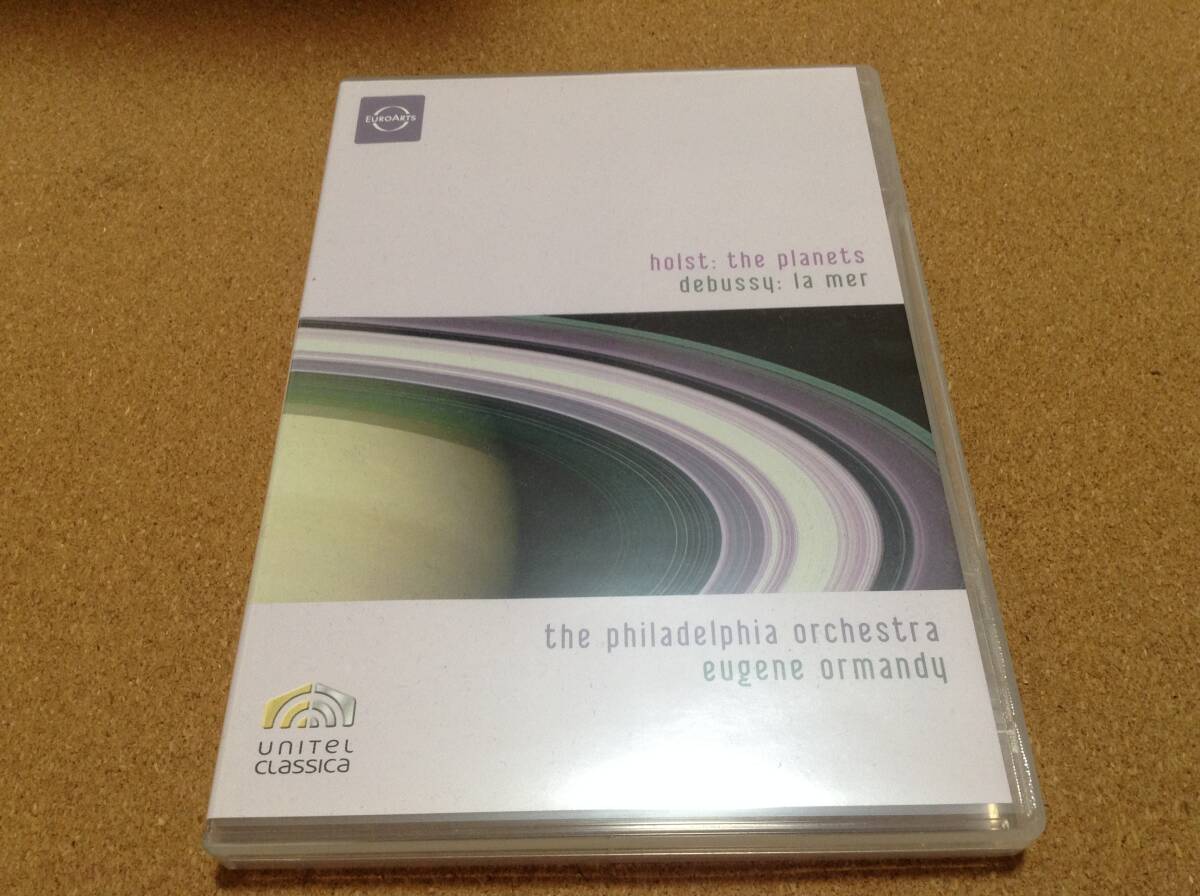 EUROARTS
holst: the planets
debussy: la mer
the philadelphia orchestra
eugene ormandy
UNITEL
CLASSICA